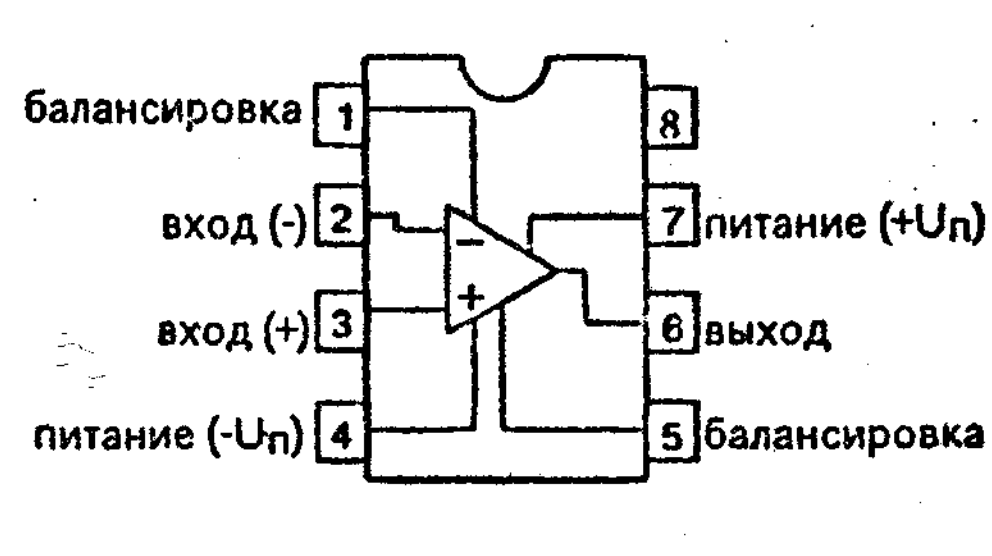 балансировка 1
8
вход (-) 2
7 питание (+Uп)
вход (+) 3
6 выход
питание (-Uп) 4
5 балансировка
−
+